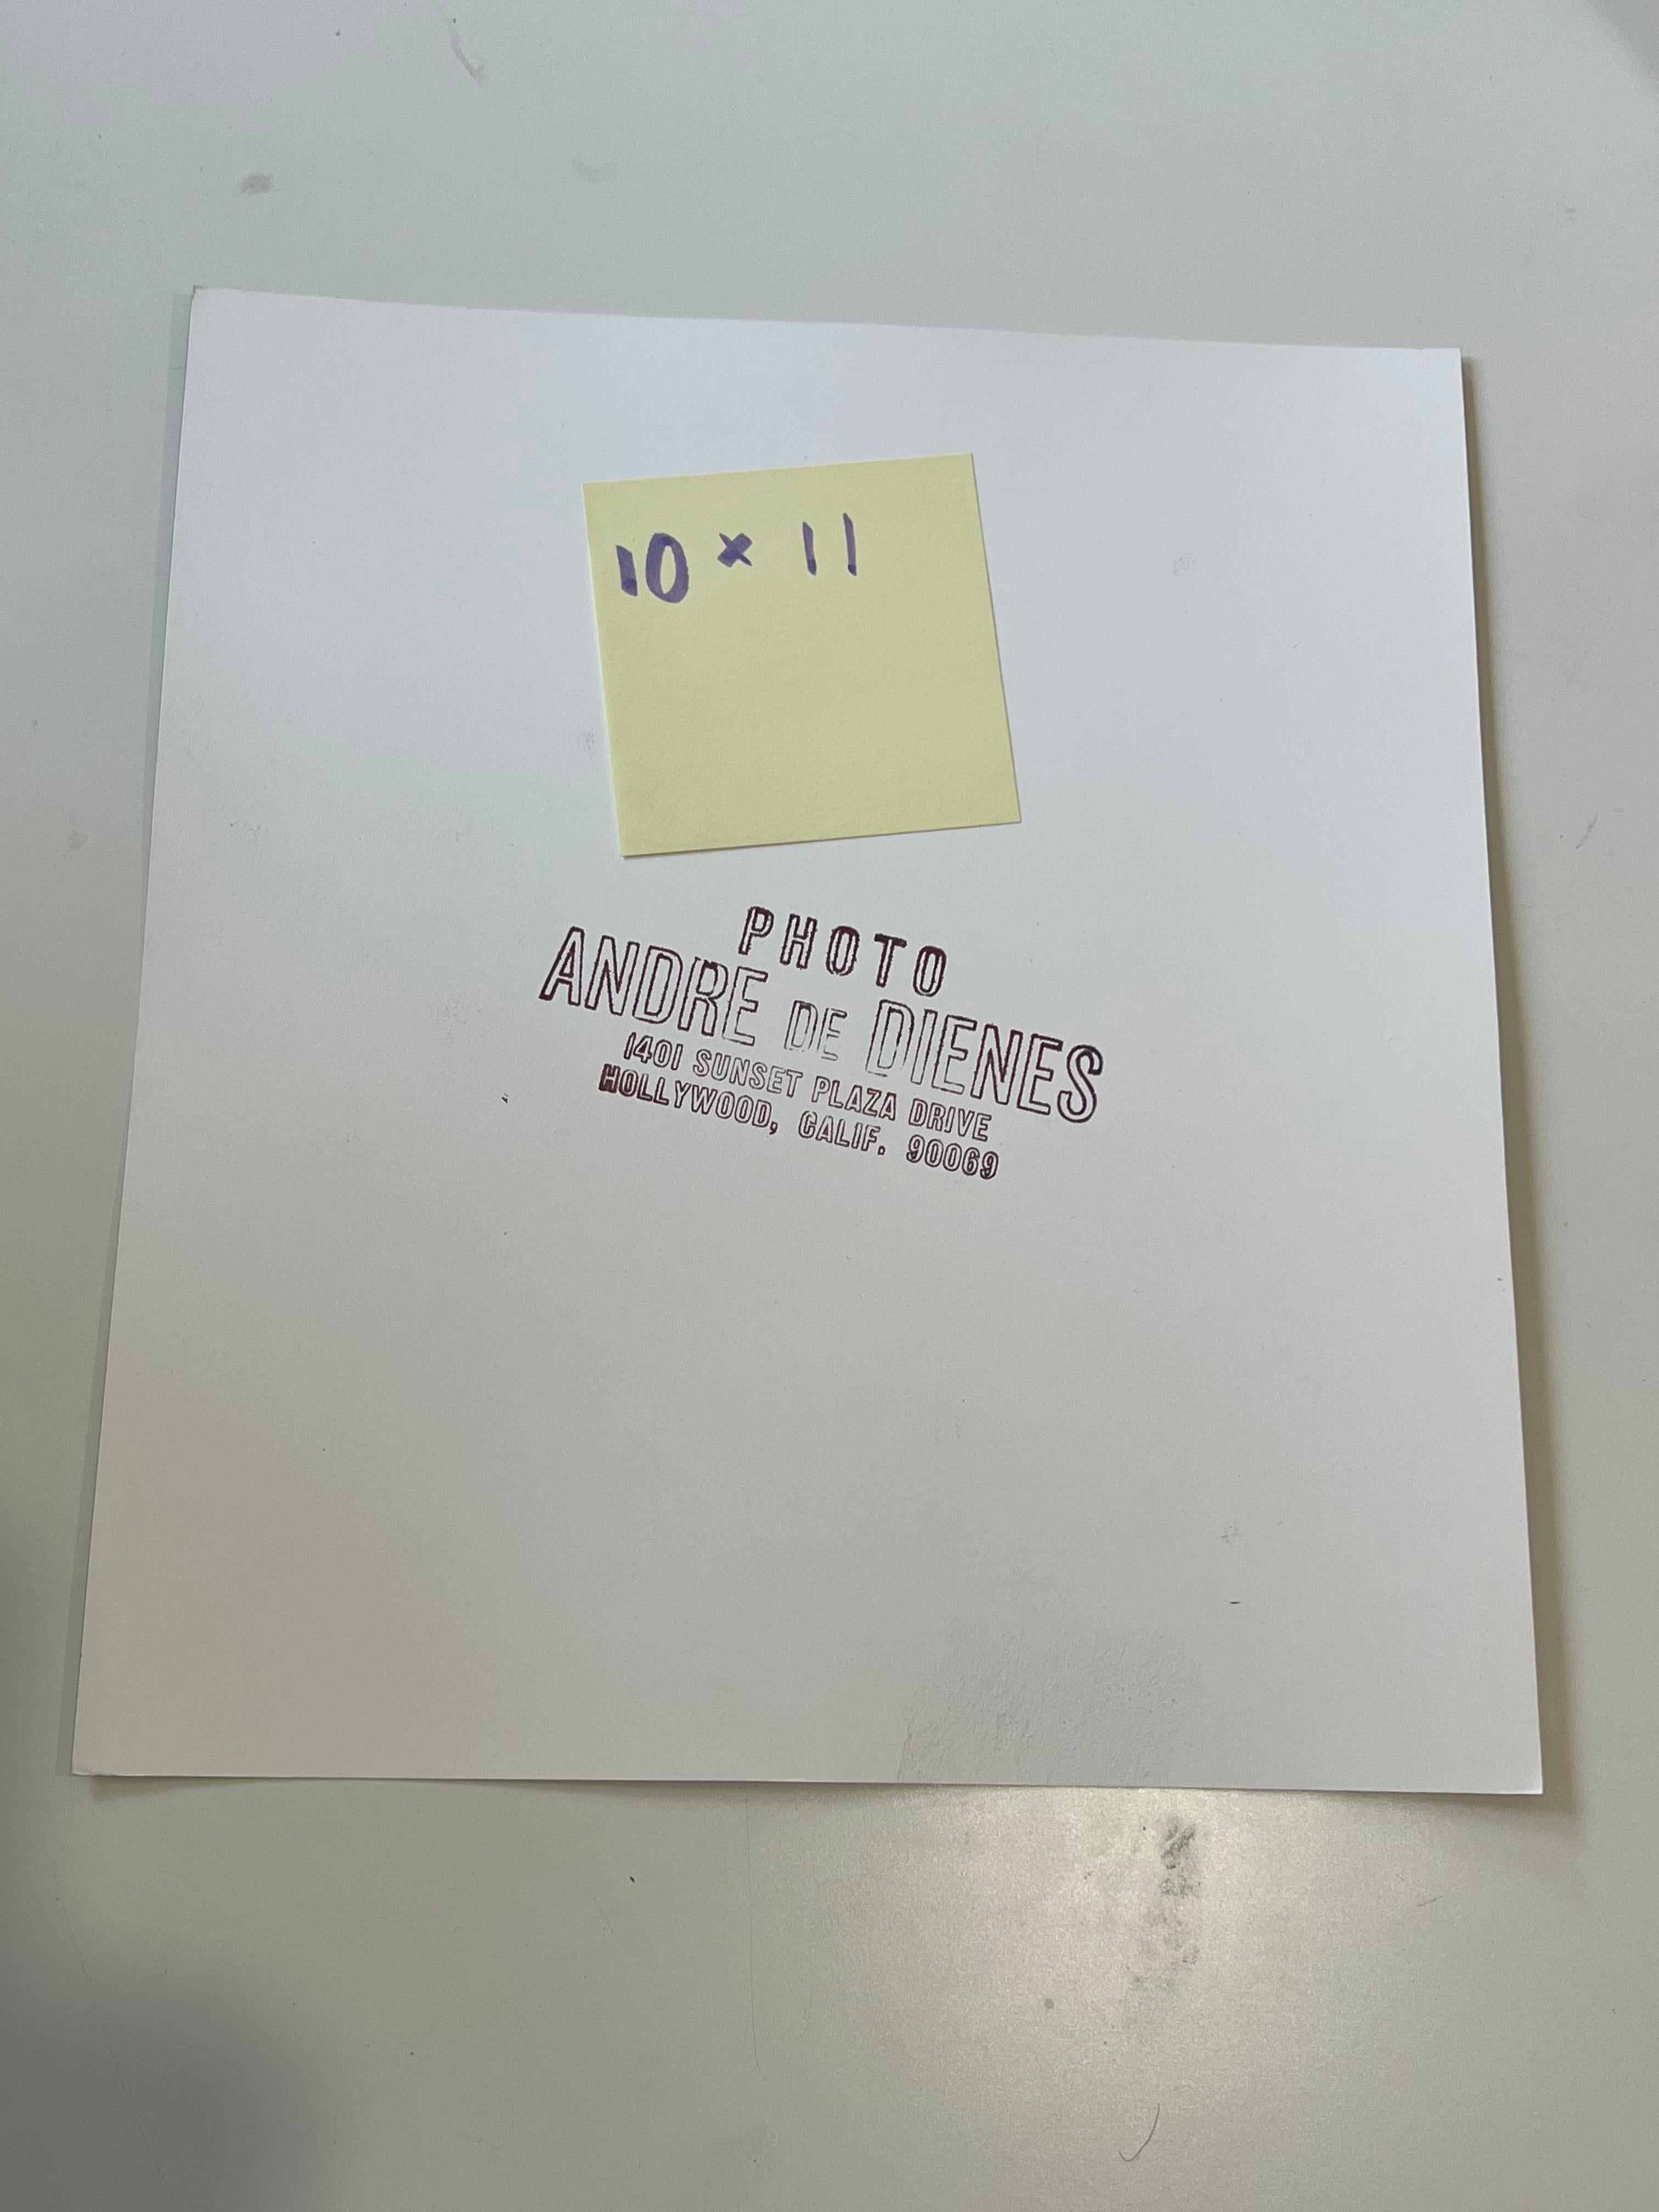 10 x 11
PHOTO
ANDRE DE DIENES
1401 SUNSET PLAZA DRIVE
HOLLYWOOD, CALIF. 90069